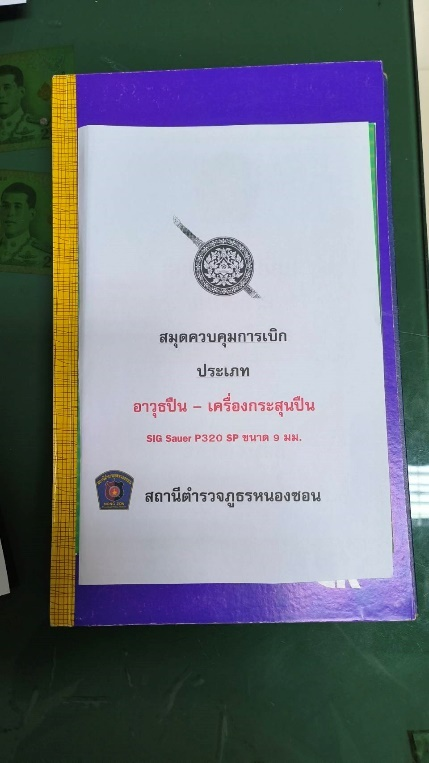 สมุดควบคุมการเบิก
ประเภท
อาวุธปืน – เครื่องกระสุนปืน
SIG Sauer P320 SP ขนาด 9 มม.
สถานีตำรวจภูธรหนองซอน